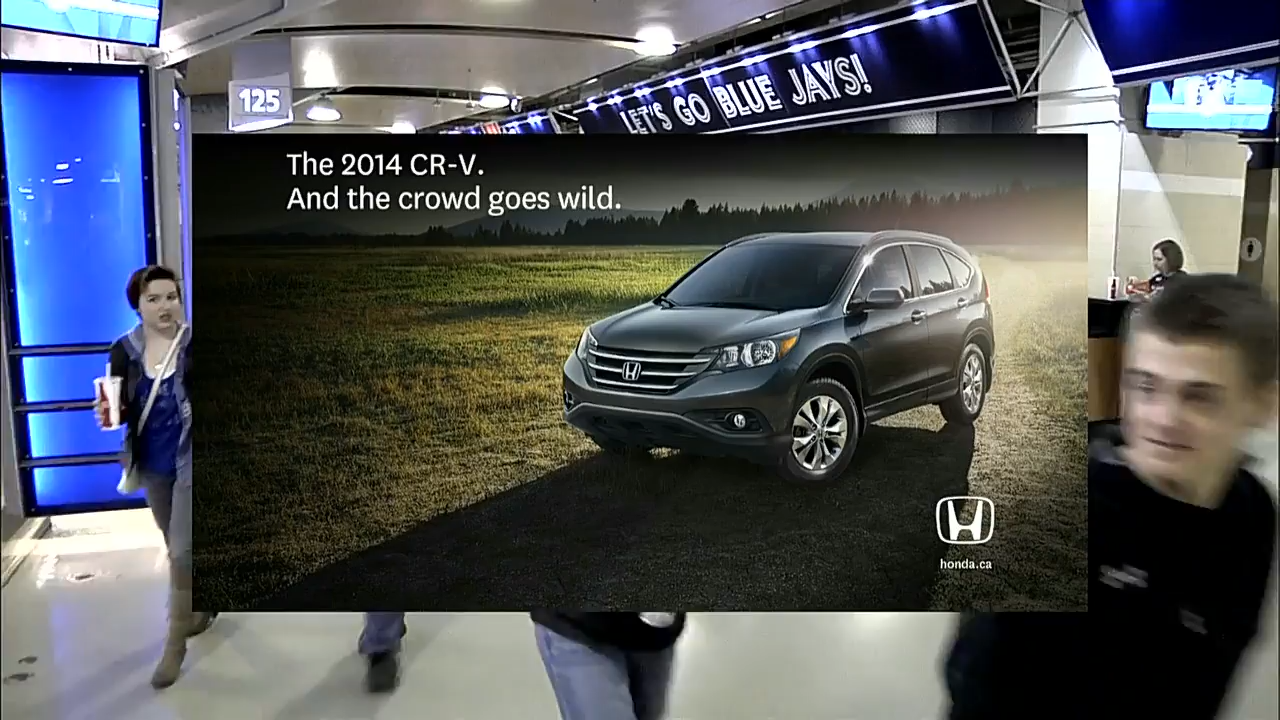 125
LET'S GO BLUE JAYS!
The 2014 CR-V.
And the crowd goes wild.
honda.ca